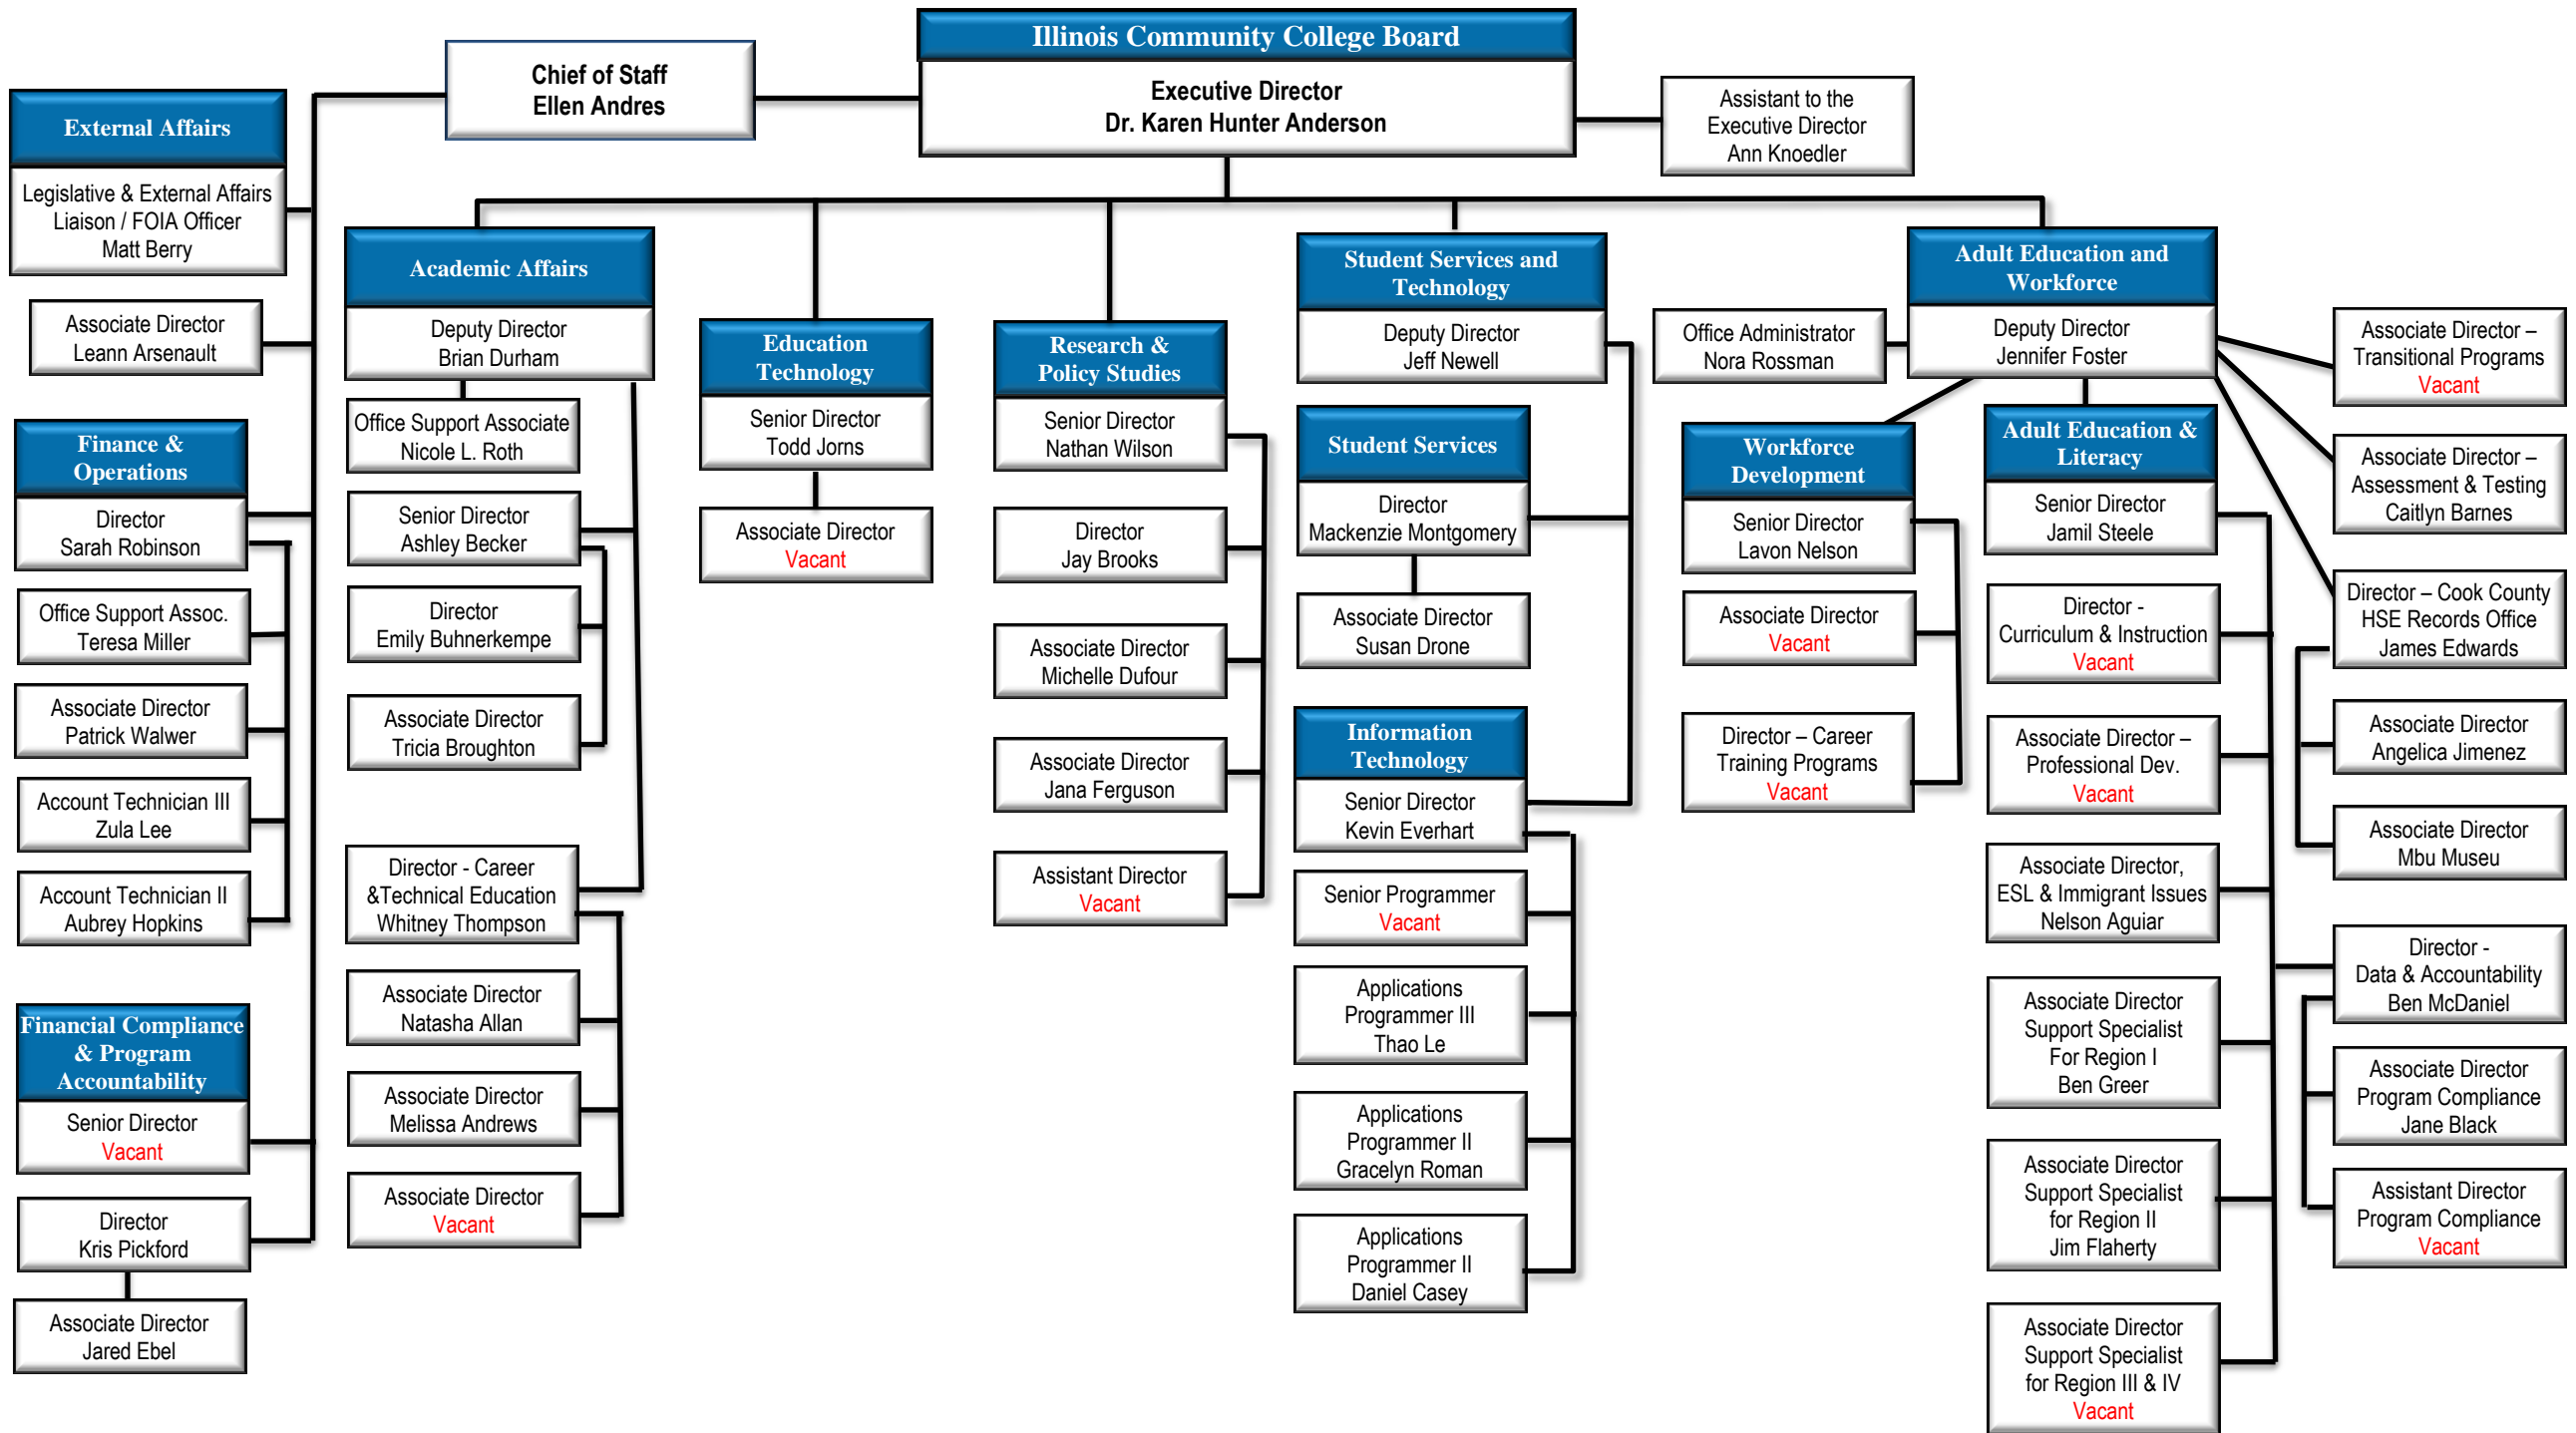 Illinois Community College Board
Executive Director
Dr. Karen Hunter Anderson
Chief of Staff
Ellen Andres
Assistant to the
Executive Director
Ann Knoedler
External Affairs
Legislative & External Affairs
Liaison / FOIA Officer
Matt Berry
Associate Director
Leann Arsenault
Finance &
Operations
Director
Sarah Robinson
Office Support Assoc.
Teresa Miller
Associate Director
Patrick Walwer
Account Technician III
Zula Lee
Account Technician II
Aubrey Hopkins
Financial Compliance
& Program
Accountability
Senior Director
Vacant
Director
Kris Pickford
Associate Director
Jared Ebel
Academic Affairs
Deputy Director
Brian Durham
Office Support Associate
Nicole L. Roth
Senior Director
Ashley Becker
Director
Emily Buhnerkempe
Associate Director
Tricia Broughton
Director - Career
&Technical Education
Whitney Thompson
Associate Director
Natasha Allan
Associate Director
Melissa Andrews
Associate Director
Vacant
Education
Technology
Senior Director
Todd Jorns
Associate Director
Vacant
Research &
Policy Studies
Senior Director
Nathan Wilson
Director
Jay Brooks
Associate Director
Michelle Dufour
Associate Director
Jana Ferguson
Assistant Director
Vacant
Student Services and
Technology
Deputy Director
Jeff Newell
Student Services
Director
Mackenzie Montgomery
Associate Director
Susan Drone
Information
Technology
Senior Director
Kevin Everhart
Senior Programmer
Vacant
Applications
Programmer III
Thao Le
Applications
Programmer II
Gracelyn Roman
Applications
Programmer II
Daniel Casey
Adult Education and
Workforce
Deputy Director
Jennifer Foster
Office Administrator
Nora Rossman
Workforce
Development
Senior Director
Lavon Nelson
Associate Director
Vacant
Director – Career
Training Programs
Vacant
Adult Education &
Literacy
Senior Director
Jamil Steele
Director -
Curriculum & Instruction
Vacant
Associate Director –
Professional Dev.
Vacant
Associate Director,
ESL & Immigrant Issues
Nelson Aguiar
Associate Director
Support Specialist
For Region I
Ben Greer
Associate Director
Support Specialist
for Region II
Jim Flaherty
Associate Director
Support Specialist
for Region III & IV
Vacant
Associate Director –
Transitional Programs
Vacant
Associate Director –
Assessment & Testing
Caitlyn Barnes
Director – Cook County
HSE Records Office
James Edwards
Associate Director
Angelica Jimenez
Associate Director
Mbu Museu
Director -
Data & Accountability
Ben McDaniel
Associate Director
Program Compliance
Jane Black
Assistant Director
Program Compliance
Vacant